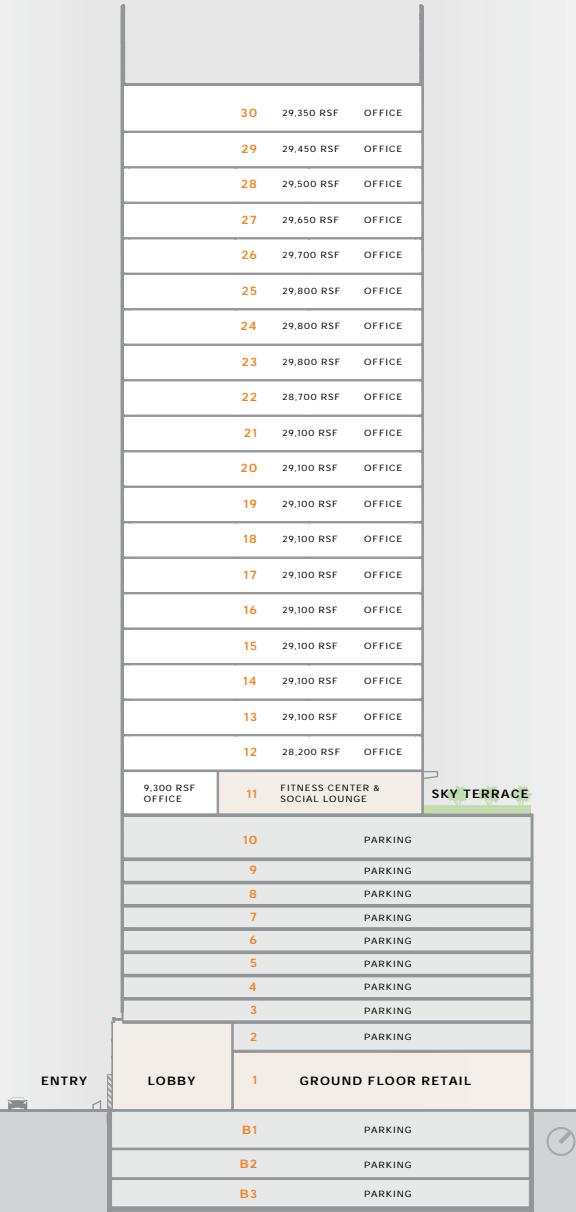 30 29,350 RSF OFFICE
29 29,450 RSF OFFICE
28 29,500 RSF OFFICE
27 29,650 RSF OFFICE
26 29,700 RSF OFFICE
25 29,800 RSF OFFICE
24 29,800 RSF OFFICE
23 29,800 RSF OFFICE
22 28,700 RSF OFFICE
21 29,100 RSF OFFICE
20 29,100 RSF OFFICE
19 29,100 RSF OFFICE
18 29,100 RSF OFFICE
17 29,100 RSF OFFICE
16 29,100 RSF OFFICE
15 29,100 RSF OFFICE
14 29,100 RSF OFFICE
13 29,100 RSF OFFICE
12 28,200 RSF OFFICE
9,300 RSF
OFFICE
11
FITNESS CENTER &
SOCIAL LOUNGE
SKY TERRACE
10 PARKING
9 PARKING
8 PARKING
7 PARKING
6 PARKING
5 PARKING
4 PARKING
3 PARKING
2 PARKING
ENTRY LOBBY 1 GROUND FLOOR RETAIL
B1 PARKING
B2 PARKING
B3 PARKING